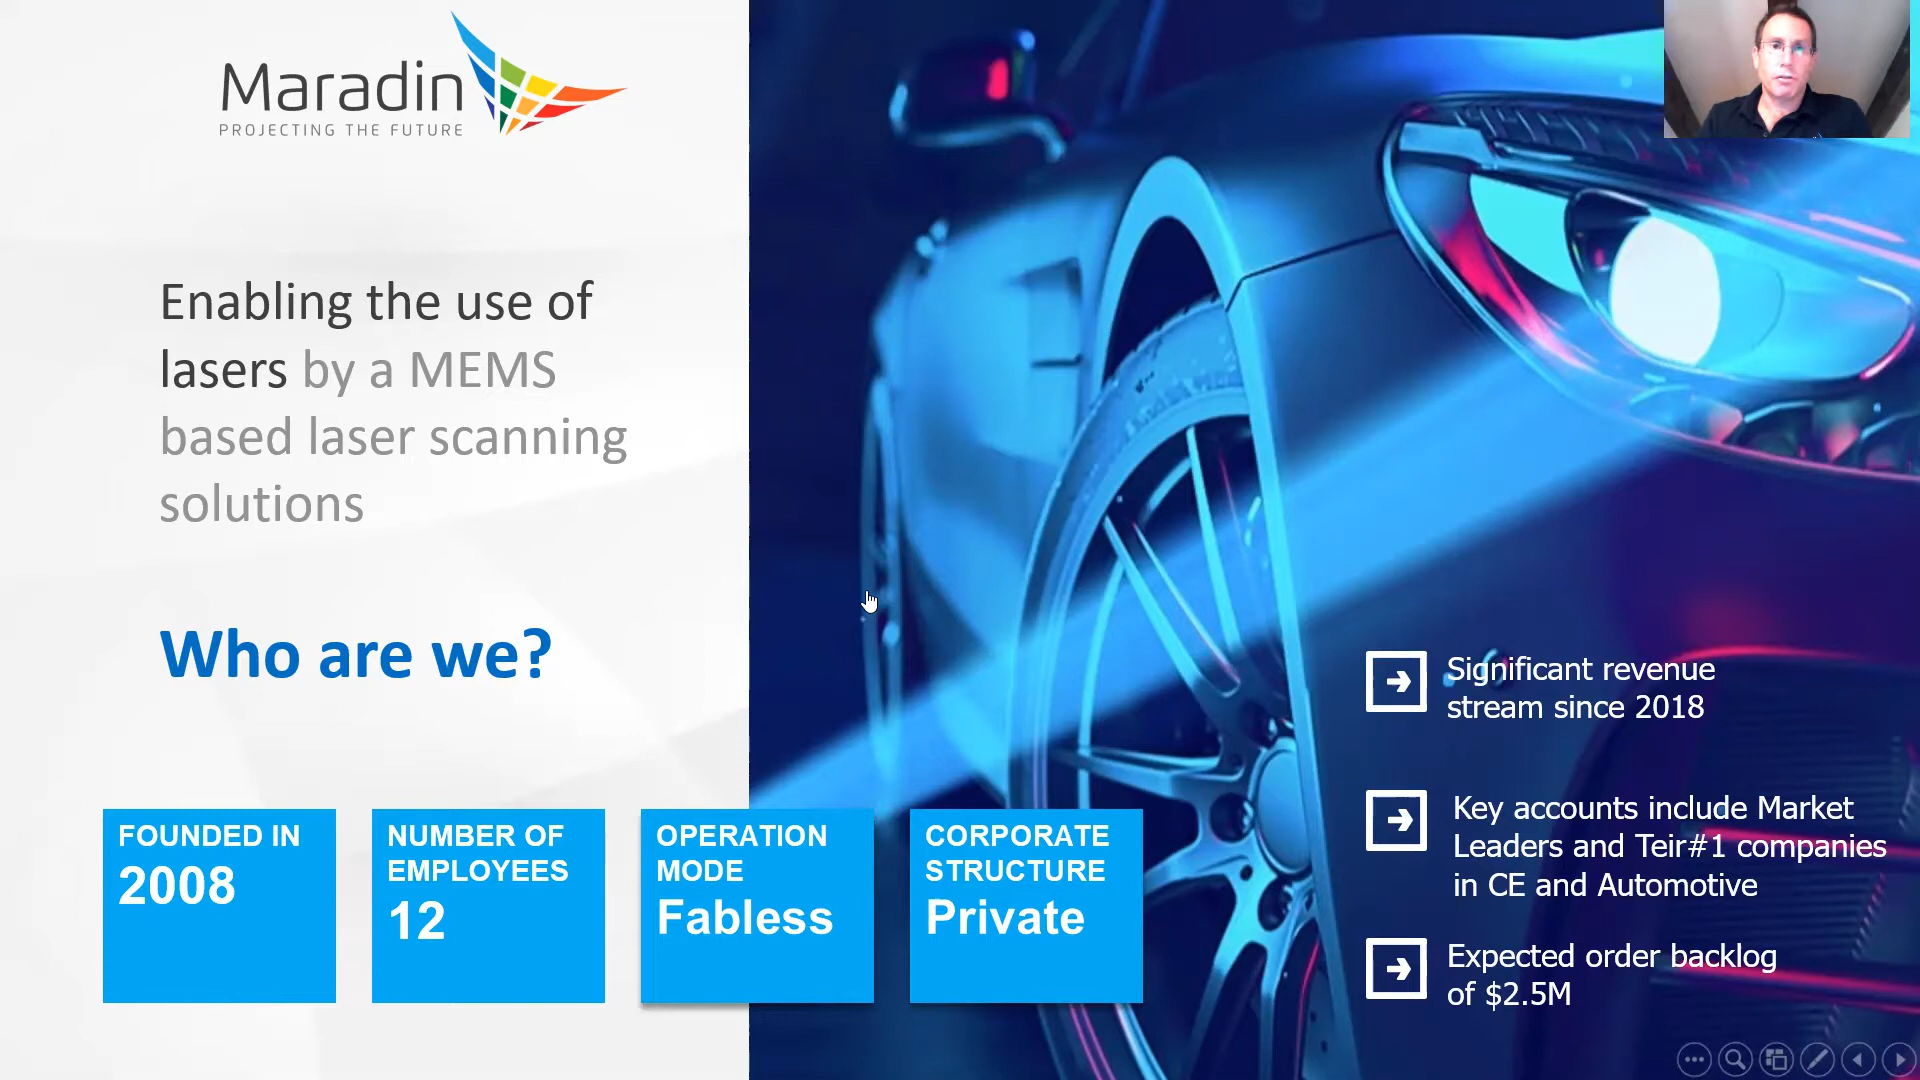 Maradin
PROJECTING THE FUTURE
Enabling the use of
lasers by a MEMS
based laser scanning
solutions
Who are we?
FOUNDED IN
2008
NUMBER OF
EMPLOYEES
12
OPERATION
MODE
Fabless
CORPORATE
STRUCTURE
Private
Significant revenue
stream since 2018
Key accounts include Market
Leaders and Teir#1 companies
in CE and Automotive
Expected order backlog
of $2.5M